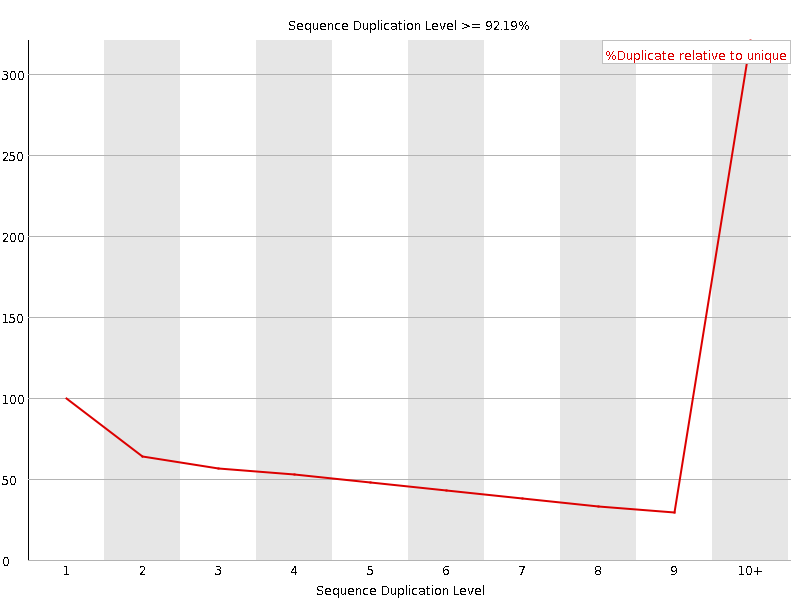 Sequence Duplication Level >= 92.19%
%Duplicate relative to unique
300
250
200
150
100
50
0
1 2 3 4 5 6 7 8 9 10+
Sequence Duplication Level